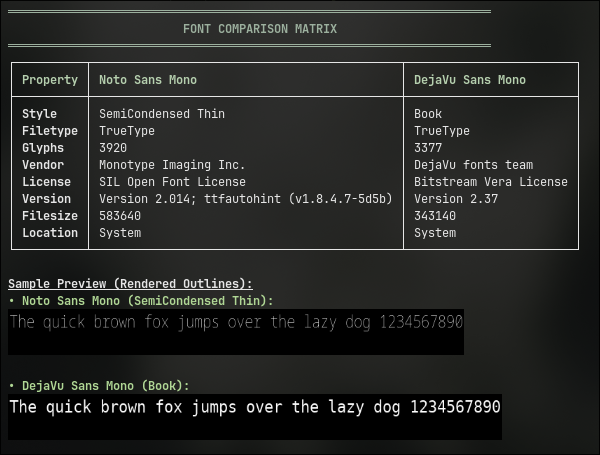 FONT COMPARISON MATRIX
Property Noto Sans Mono DejaVu Sans Mono
Style SemiCondensed Thin Book
Filetype TrueType TrueType
Glyphs 3920 3377
Vendor Monotype Imaging Inc. DejaVu fonts team
License SIL Open Font License Bitstream Vera License
Version Version 2.014; ttfautohint (v1.8.4.7-5d5b) Version 2.37
Filesize 583640 343140
Location System System
Sample Preview (Rendered Outlines):
• Noto Sans Mono (SemiCondensed Thin):
The quick brown fox jumps over the lazy dog 1234567890
• DejaVu Sans Mono (Book):
The quick brown fox jumps over the lazy dog 1234567890